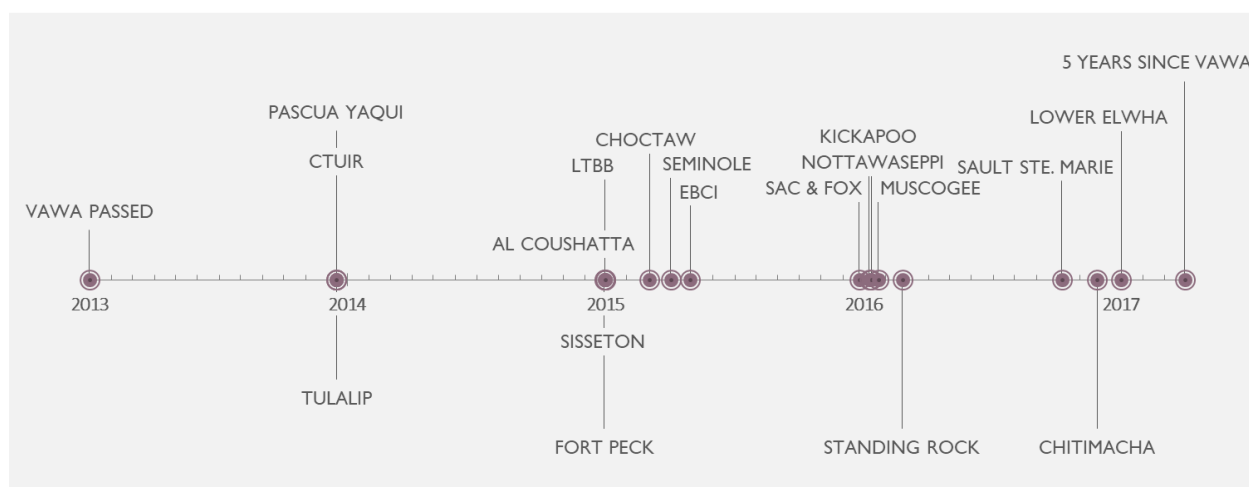 5 YEARS SINCE VAWA
PASCUA YAQUI
LOWER ELWHA
CHOCTAW
KICKAPOO
CTUIR
LTBB
SEMINOLE
NOTTAWASEPPI
SAULT STE. MARIE
EBCI
SAC & FOX
MUSCOGEE
VAWA PASSED
AL COUSHATTA
2013
2014
2015
2016
2017
SISSETON
TULALIP
FORT PECK
STANDING ROCK
CHITIMACHA